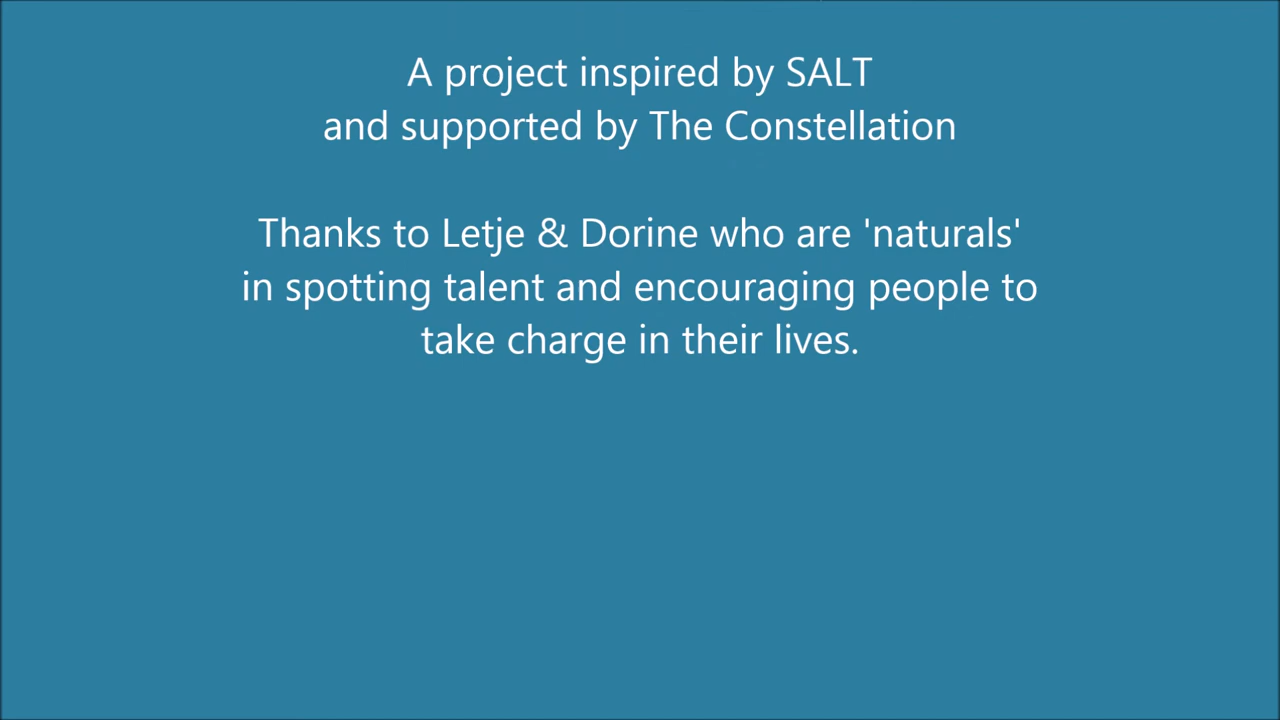 A project inspired by SALT
and supported by The Constellation
Thanks to Letje & Dorine who are 'naturals'
in spotting talent and encouraging people to
take charge in their lives.